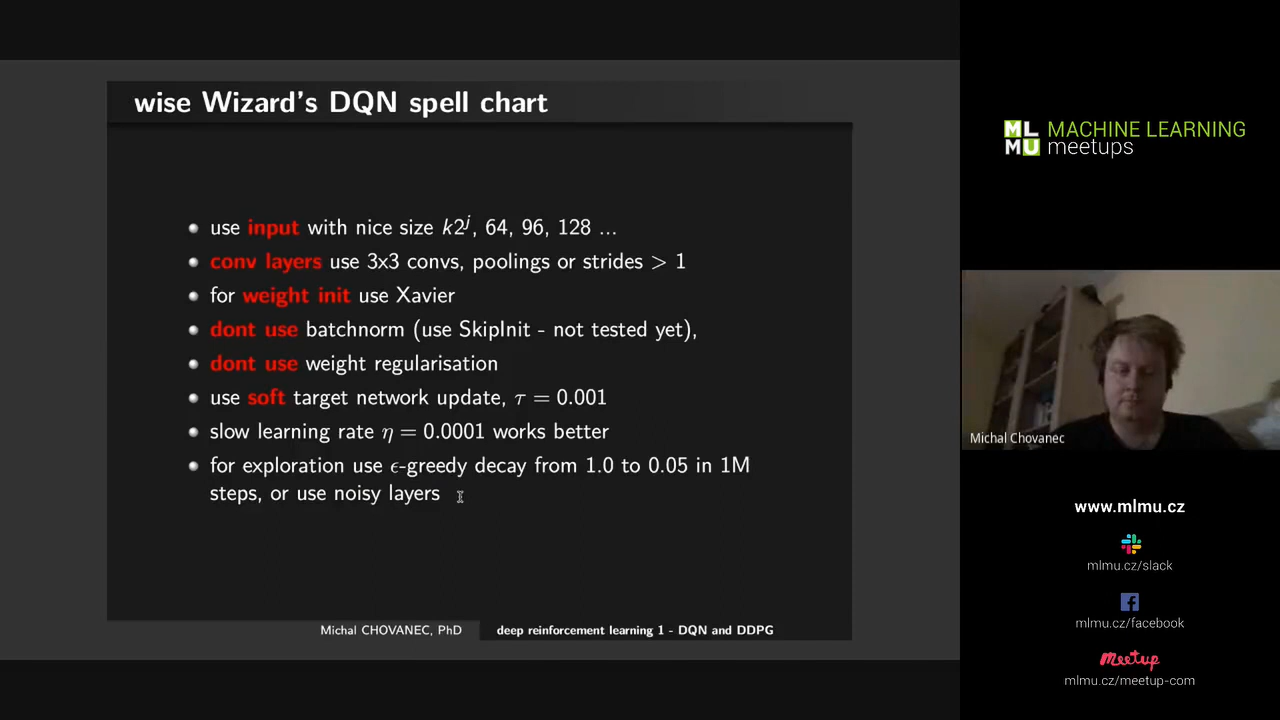 wise Wizard's DQN spell chart
use input with nice size k2^j, 64, 96, 128 ...
conv layers use 3x3 convs, poolings or strides > 1
for weight init use Xavier
dont use batchnorm (use SkipInit - not tested yet),
dont use weight regularisation
use soft target network update, τ = 0.001
slow learning rate η = 0.0001 works better
for exploration use ϵ-greedy decay from 1.0 to 0.05 in 1M
steps, or use noisy layers
Michal CHOVANEC, PhD
deep reinforcement learning 1 - DQN and DDPG
ML
MU
MACHINE LEARNING
meetups
Michal Chovanec
www.mlmu.cz
mlmu.cz/slack
mlmu.cz/facebook
Meetup
mlmu.cz/meetup-com